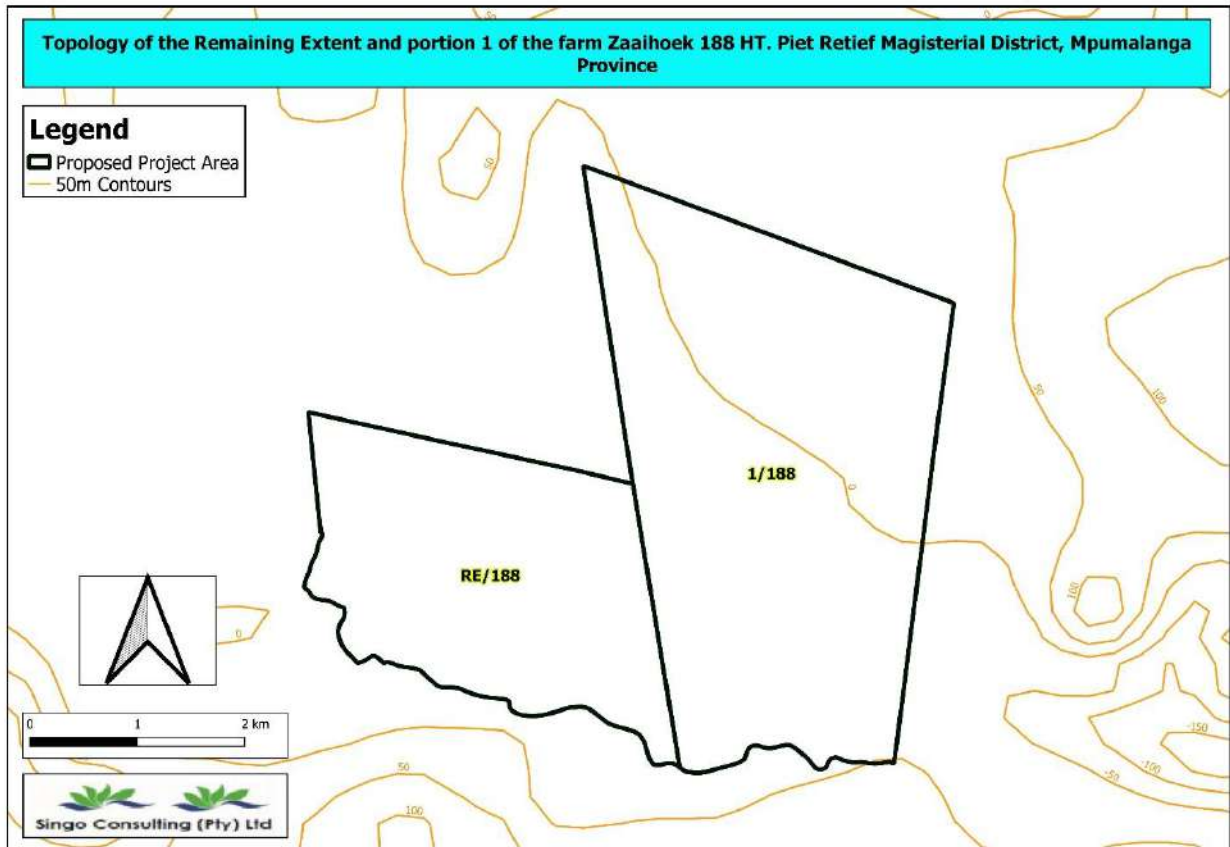 Topology of the Remaining Extent and portion 1 of the farm Zaaihoek 188 HT. Piet Retief Magisterial District, Mpumalanga
Province
Legend
Proposed Project Area
50m Contours
50
0
50
50
100
1/188
0
RE/188
100
0
0 1 2 km
50
100
-150
-100
-50
Singo Consulting (Pty) Ltd